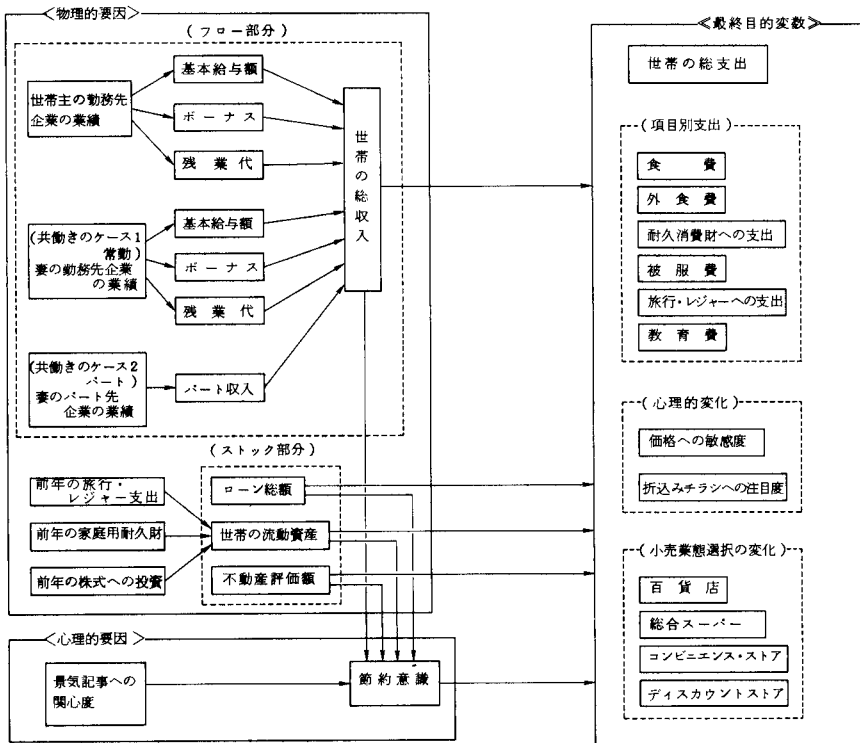 <物理的要因>
(フロー部分)
世帯主の勤務先
企業の業績
基本給与額
ボーナス
残業代
(共働きのケース1
常勤)
妻の勤務先企業
の業績
基本給与額
ボーナス
残業代
(共働きのケース2
パート)
妻のパート先
企業の業績
パート収入
世帯の総収入
(ストック部分)
前年の旅行・
レジャー支出
前年の家庭用耐久財
前年の株式への投資
ローン総額
世帯の流動資産
不動産評価額
<心理的要因>
景気記事への
関心度
節約意識
≪最終目的変数≫
世帯の総支出
(項目別支出)
食費
外食費
耐久消費財への支出
被服費
旅行・レジャーへの支出
教育費
(心理的変化)
価格への敏感度
折込みチラシへの注目度
(小売業態選択の変化)
百貨店
総合スーパー
コンビニエンス・ストア
ディスカウントストア